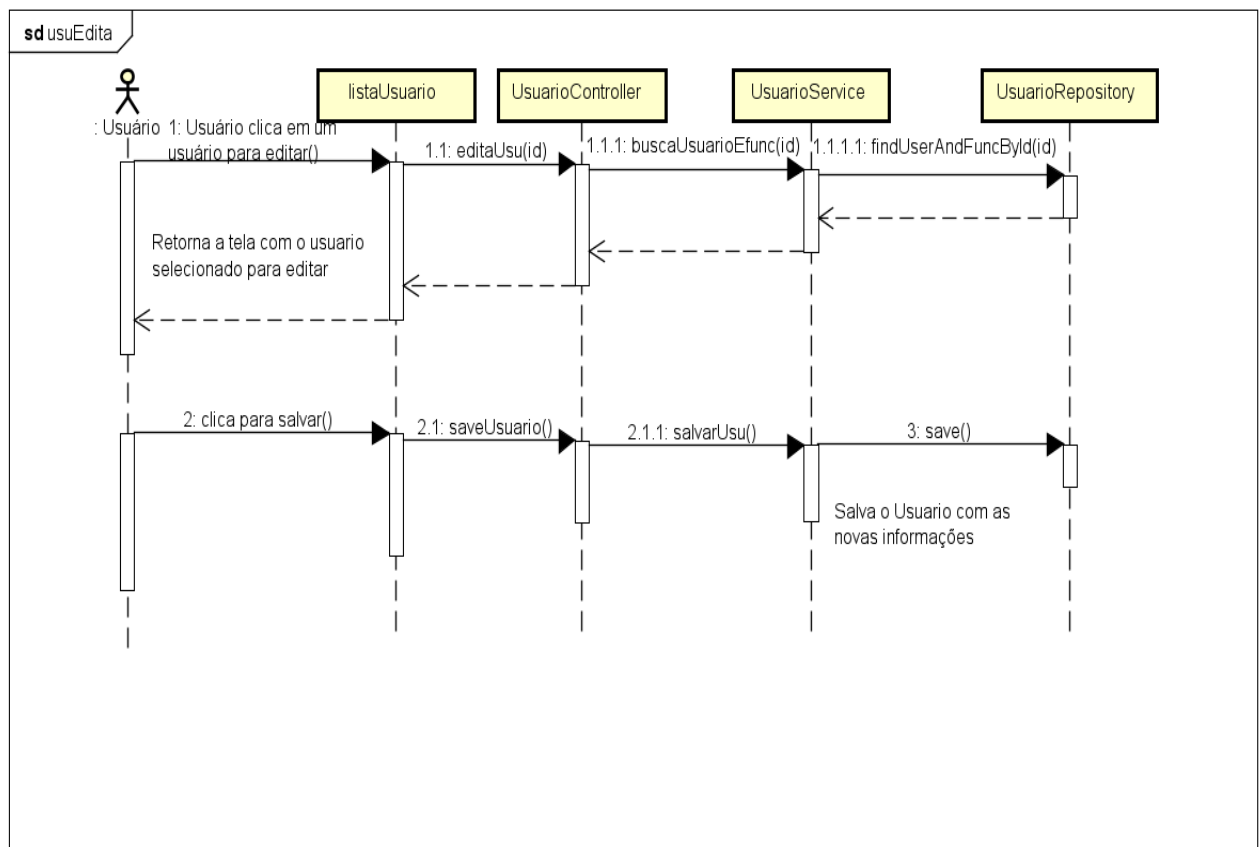 sd usuEdita
listaUsuario
UsuarioController
UsuarioService
UsuarioRepository
: Usuário
1: Usuário clica em um
usuário para editar()
1.1: editaUsu(id)
1.1.1: buscaUsuarioEfunc(id)
1.1.1.1: findUserAndFuncById(id)
Retorna a tela com o usuario
selecionado para editar
2: clica para salvar()
2.1: saveUsuario()
2.1.1: salvarUsu()
3: save()
Salva o Usuario com as
novas informações